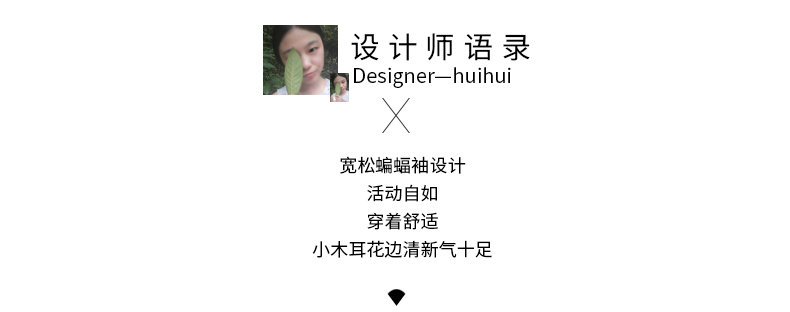 设计师语录
Designer—huihui
宽松蝙蝠袖设计
活动自如
穿着舒适
小木耳花边清新气十足